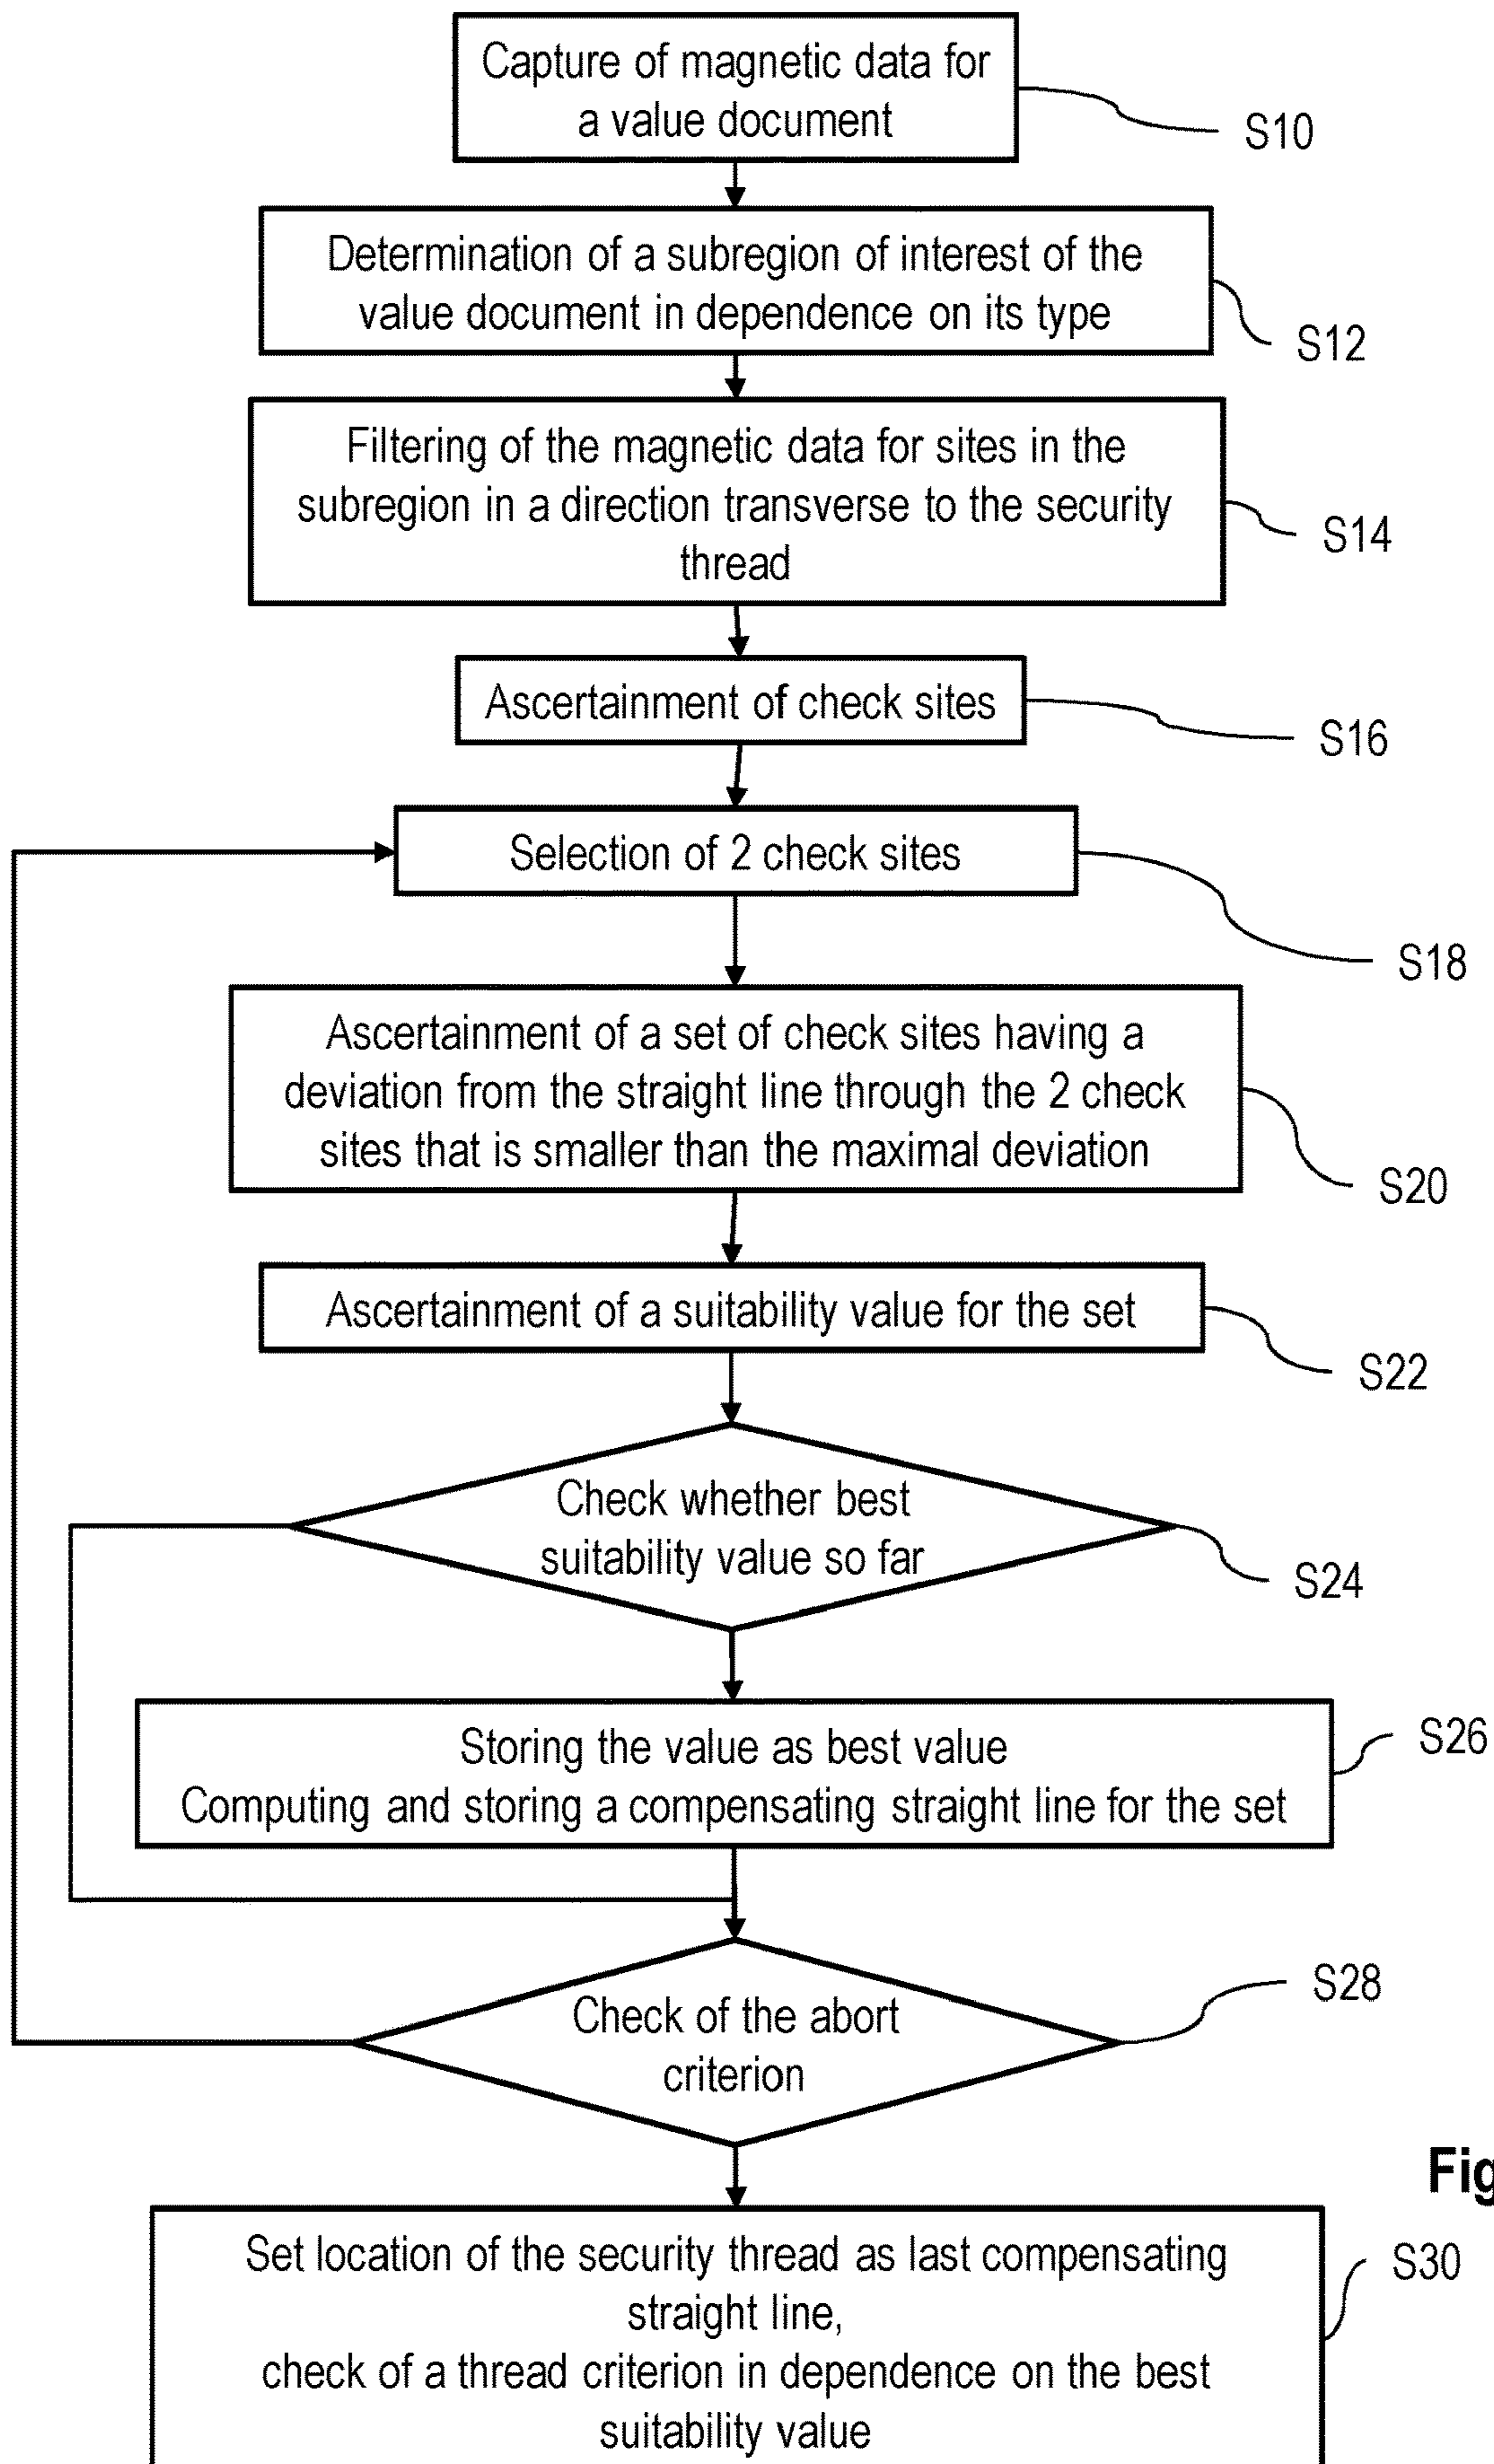 Capture of magnetic data for
a value document
S10
Determination of a subregion of interest of the
value document in dependence on its type
S12
Filtering of the magnetic data for sites in the
subregion in a direction transverse to the security
thread
S14
Ascertainment of check sites
S16
Selection of 2 check sites
S18
Ascertainment of a set of check sites having a
deviation from the straight line through the 2 check
sites that is smaller than the maximal deviation
S20
Ascertainment of a suitability value for the set
S22
Check whether best
suitability value so far
S24
Storing the value as best value
Computing and storing a compensating straight line for the set
S26
Check of the abort
criterion
S28
Fig
Set location of the security thread as last compensating
straight line,
check of a thread criterion in dependence on the best
suitability value
S30